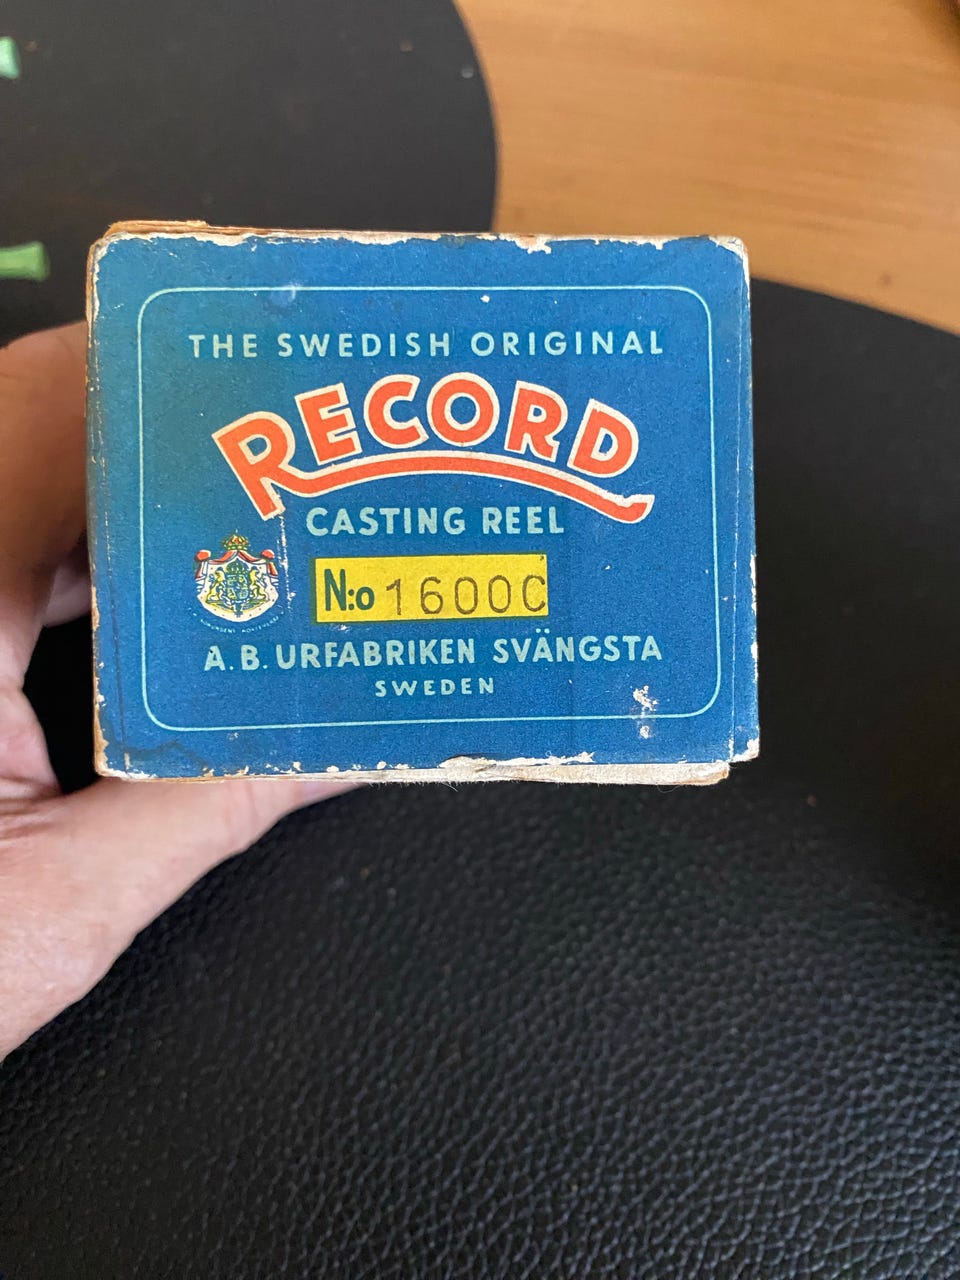 THE SWEDISH ORIGINAL
RECORD
CASTING REEL
N:o 1600C
A.B. URFABRIKEN SVÄNGSTA
SWEDEN